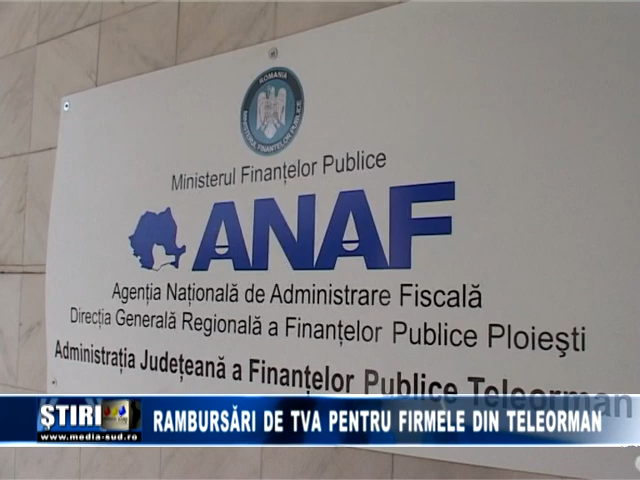 ROMANIA
MINISTERUL FINANȚELOR PUBLICE
Ministerul Finanțelor Publice
ANAF
Agenția Națională de Administrare Fiscală
Direcția Generală Regională a Finanțelor Publice Ploiești
Administrația Județeană a Finanțelor Publice Teleorman
ȘTIRI
RAMBURSĂRI DE TVA PENTRU FIRMELE DIN TELEORMAN
www.media-sud.ro